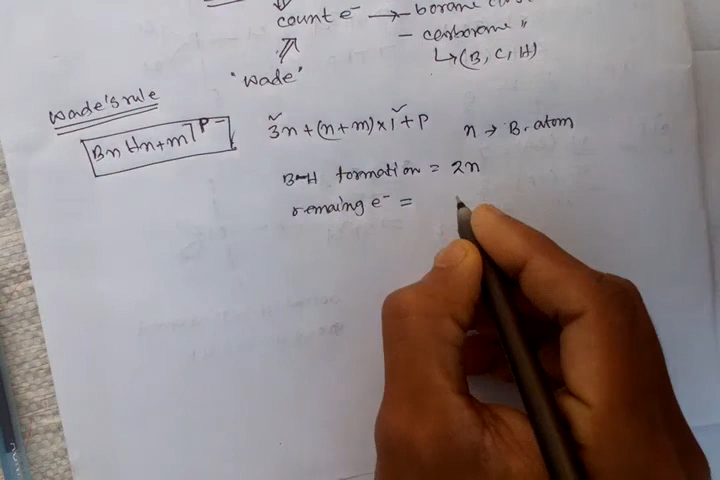 count e⁻ → - borane
- carborane "
↳ (B, C, H)
"Wade"
Wade's rule
BnHn+m]P-
3n + (n+m)×1 + P
n → B-atom
B-H formation = 2n
remaing e⁻ =